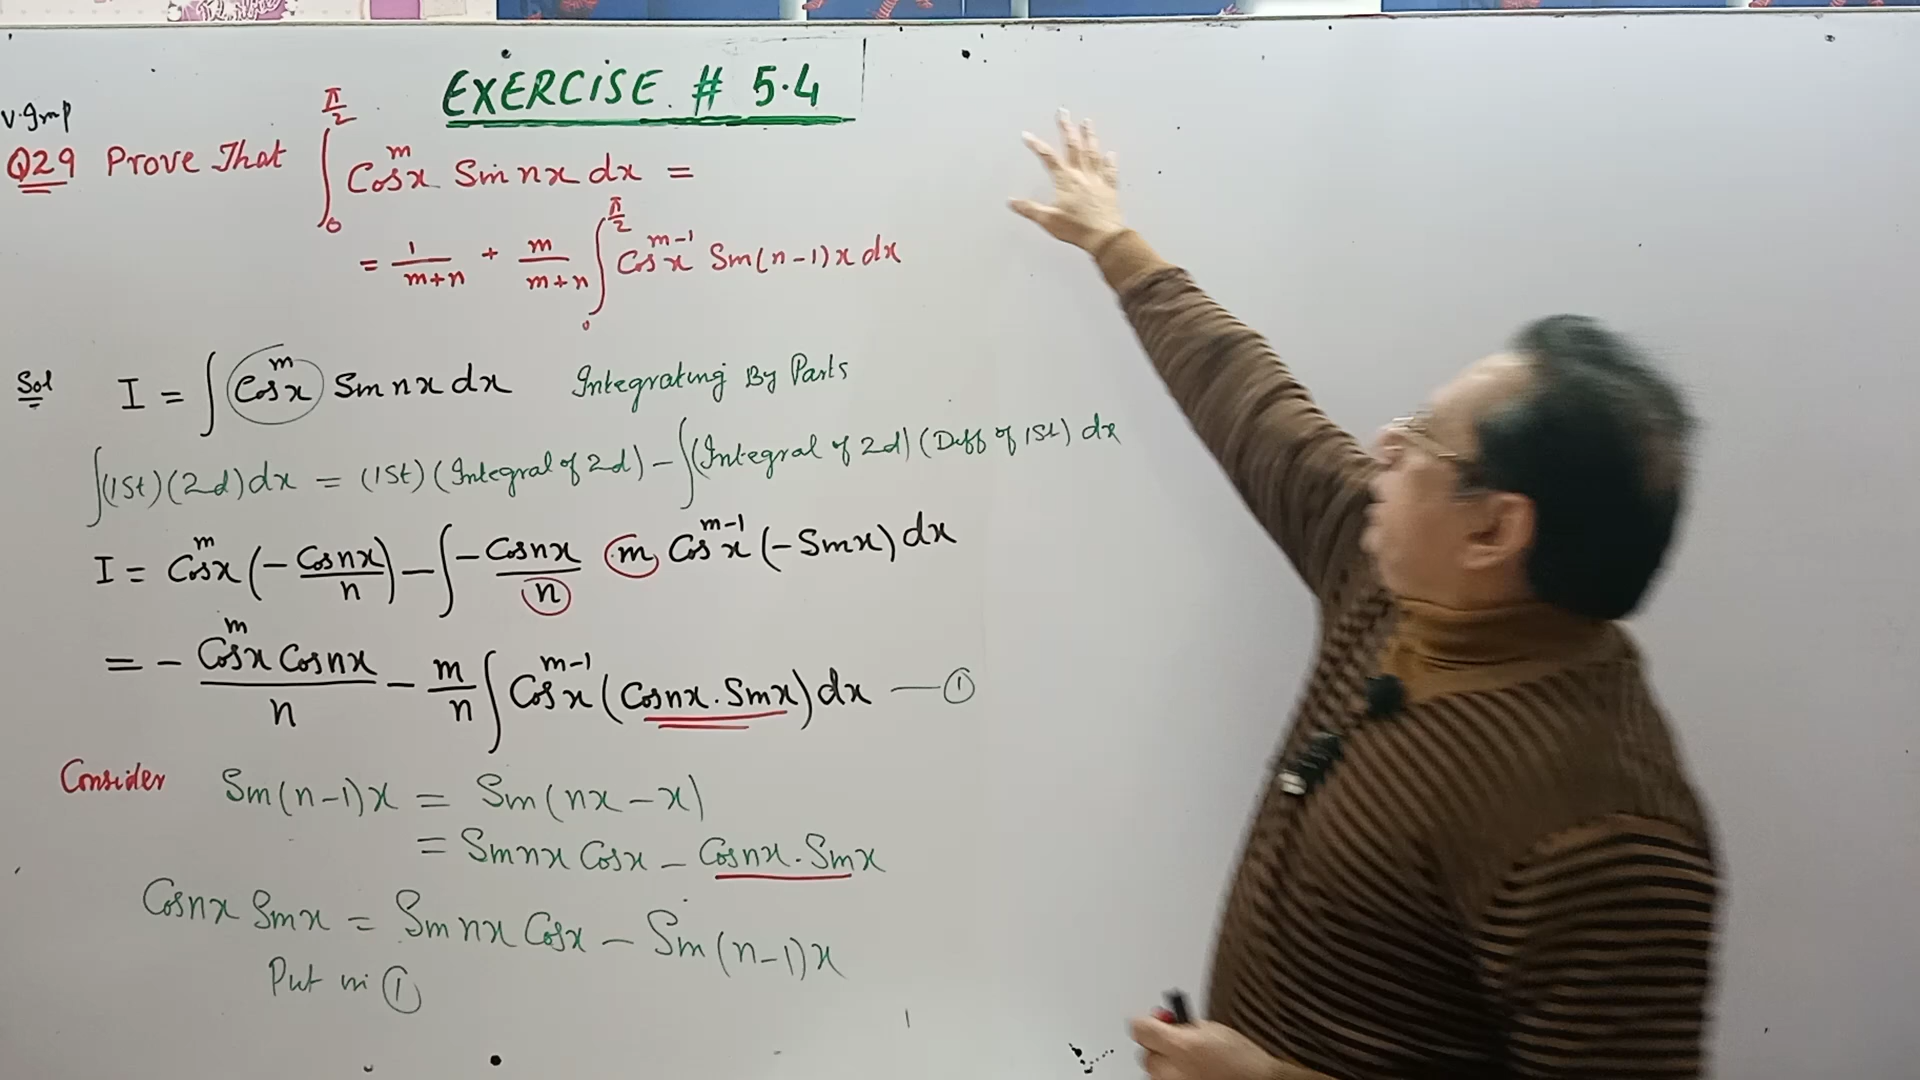 EXERCISE # 5.4
V.Imp
Q29 Prove That ∫₀^{π/2} Cos^m x Sin nx dx =
= 1/(m+n) + m/(m+n) ∫₀^{π/2} Cos^{m-1} x Sin(n-1)x dx
Sol I = ∫ Cos^m x Sin nx dx Integrating By Parts
∫(1St)(2d)dx = (1St)(Integral of 2d) - ∫(Integral of 2d)(Diff of 1St) dx
I = Cos^m x (- Cos nx / n) - ∫ - Cos nx / n m Cos^{m-1} x (- Sin x) dx
= - Cos^m x Cos nx / n - m/n ∫ Cos^{m-1} x (Cos nx . Sin x) dx — ①
Consider Sin(n-1)x = Sin(nx - x)
= Sin nx Cos x - Cos nx . Sin x
Cos nx Sin x = Sin nx Cos x - Sin(n-1)x
Put in ①